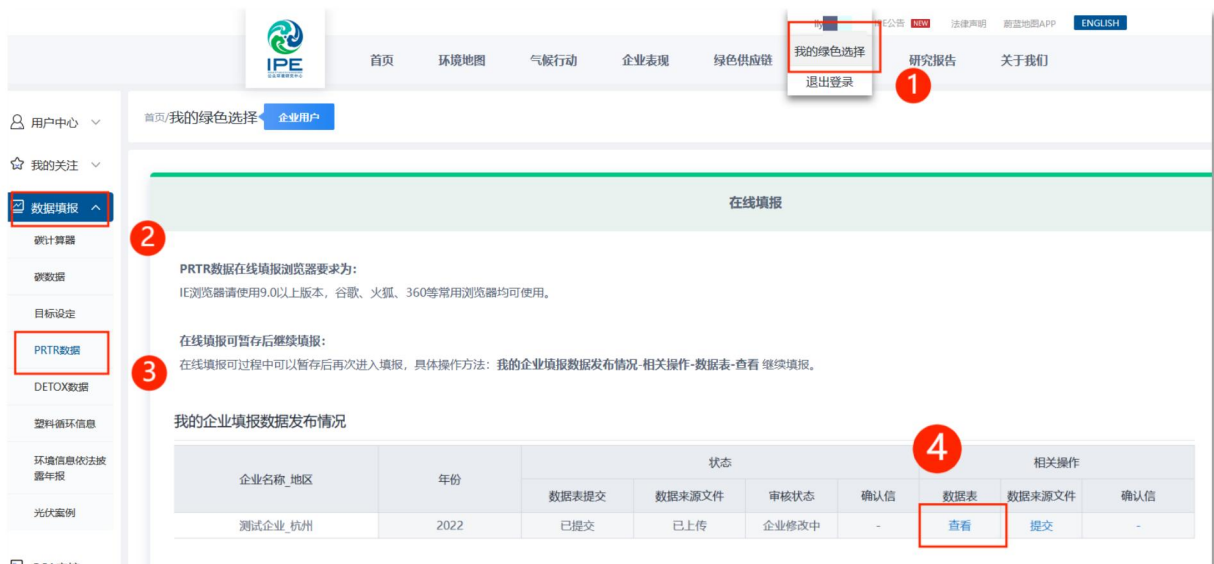 IPE公告 NEW 法律声明 蔚蓝地图APP ENGLISH
IPE
首页 环境地图 气候行动 企业表现 绿色供应链 我的绿色选择 研究报告 关于我们
退出登录
1
用户中心
首页/我的绿色选择 企业用户
我的关注
数据填报
在线填报
2
碳计算器
碳数据
目标设定
PRTR数据
3
DETOX数据
塑料循环信息
环境信息依法披
露年报
光伏案例
PRTR数据在线填报浏览器要求为：
IE浏览器请使用9.0以上版本，谷歌、火狐、360等常用浏览器均可使用。
在线填报可暂存后继续填报：
在线填报可过程中可以暂存后再次进入填报，具体操作方法：我的企业填报数据发布情况-相关操作-数据表-查看 继续填报。
我的企业填报数据发布情况
4
企业名称_地区 年份 状态 相关操作
数据表提交 数据来源文件 审核状态 确认信 数据表 数据来源文件 确认信
测试企业_杭州 2022 已提交 已上传 企业修改中 - 查看 提交 -